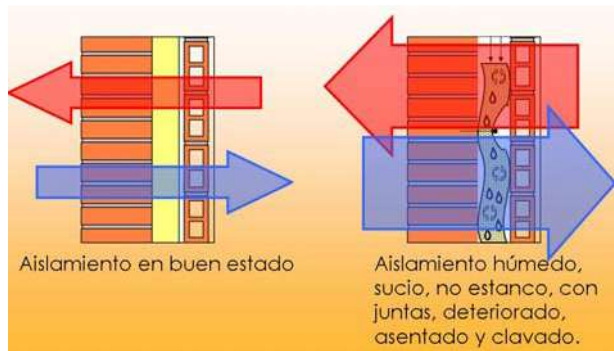 Aislamiento en buen estado
Aislamiento húmedo,
sucio, no estanco, con
juntas, deteriorado,
asentado y clavado.